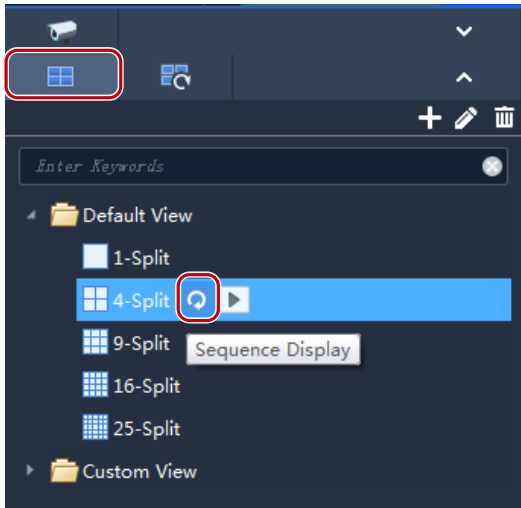 Enter Keywords
Default View
1-Split
4-Split
9-Split
Sequence Display
16-Split
25-Split
Custom View